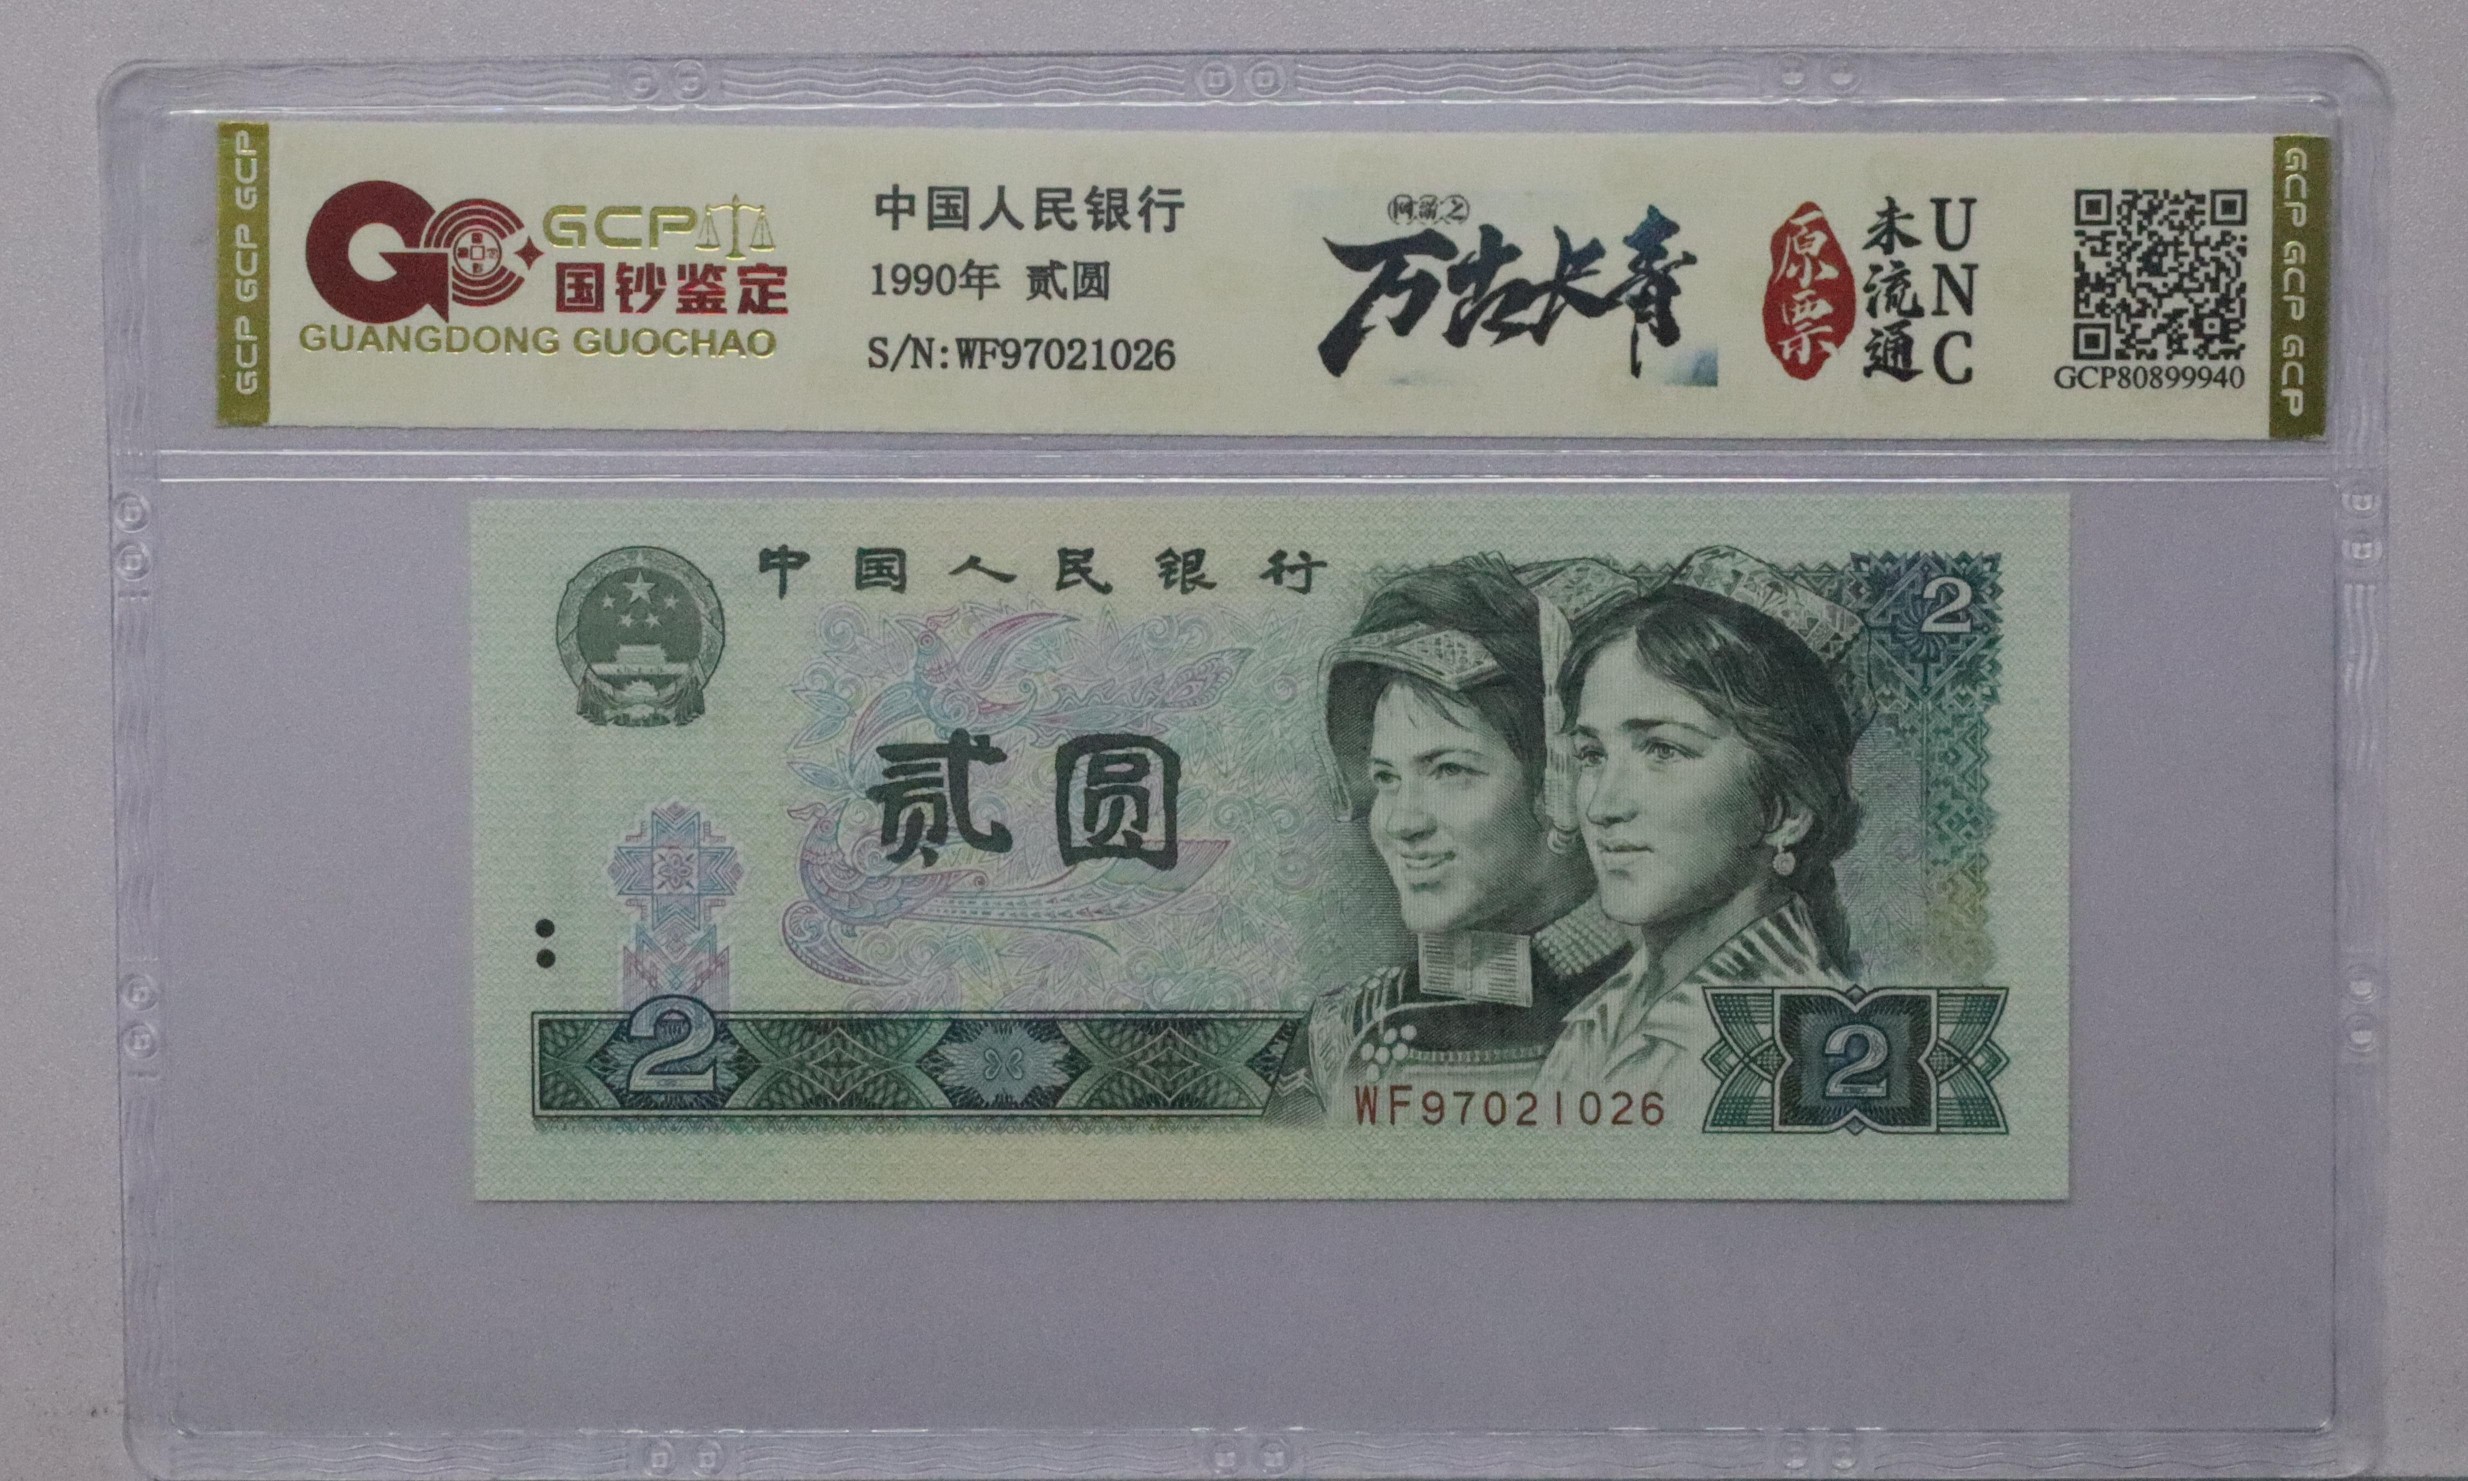 GCP GCP GCP
GCP
国钞鉴定
GUANGDONG GUOCHAO
中国人民银行
1990年 贰圆
S/N:WF97021026
万古长青
原票
未流通
UNC
GCP80899940
GCP GCP GCP
中国人民银行
2
贰圆
2
WF97021026
2